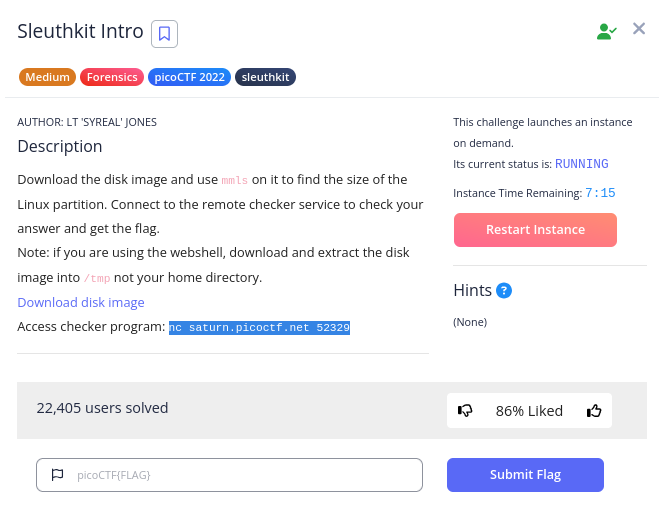 Sleuthkit Intro
Medium Forensics picoCTF 2022 sleuthkit
AUTHOR: LT 'SYREAL' JONES
Description
Download the disk image and use mmls on it to find the size of the
Linux partition. Connect to the remote checker service to check your
answer and get the flag.
Note: if you are using the webshell, download and extract the disk
image into /tmp not your home directory.
Download disk image
Access checker program: nc saturn.picoctf.net 52329
This challenge launches an instance
on demand.
Its current status is: RUNNING
Instance Time Remaining: 7:15
Restart Instance
Hints ?
(None)
22,405 users solved
86% Liked
picoCTF{FLAG}
Submit Flag